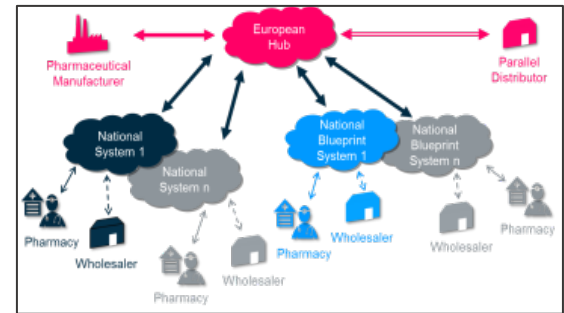 European
Hub
Pharmaceutical
Manufacturer
Parallel
Distributor
National
System 1
National
System n
National
Blueprint
System 1
National
Blueprint
System n
Pharmacy
Wholesaler
Pharmacy
Wholesaler
Pharmacy
Wholesaler
Wholesaler
Pharmacy